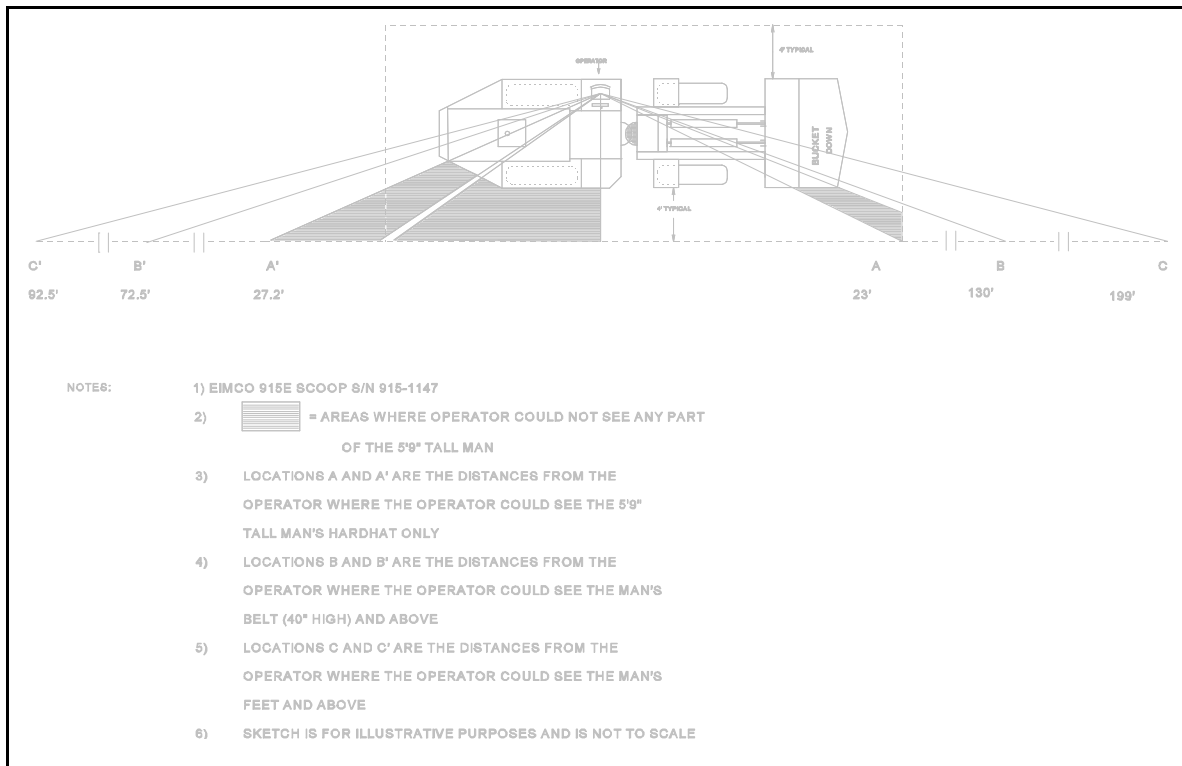 4' TYPICAL
OPERATOR
BUCKET
DOWN
4' TYPICAL
C' B' A' A B C
92.5' 72.5' 27.2' 23' 130' 199'
NOTES: 1) EIMCO 915E SCOOP S/N 915-1147
2) = AREAS WHERE OPERATOR COULD NOT SEE ANY PART
OF THE 5'9" TALL MAN
3) LOCATIONS A AND A' ARE THE DISTANCES FROM THE
OPERATOR WHERE THE OPERATOR COULD SEE THE 5'9"
TALL MAN'S HARDHAT ONLY
4) LOCATIONS B AND B' ARE THE DISTANCES FROM THE
OPERATOR WHERE THE OPERATOR COULD SEE THE MAN'S
BELT (40" HIGH) AND ABOVE
5) LOCATIONS C AND C' ARE THE DISTANCES FROM THE
OPERATOR WHERE THE OPERATOR COULD SEE THE MAN'S
FEET AND ABOVE
6) SKETCH IS FOR ILLUSTRATIVE PURPOSES AND IS NOT TO SCALE